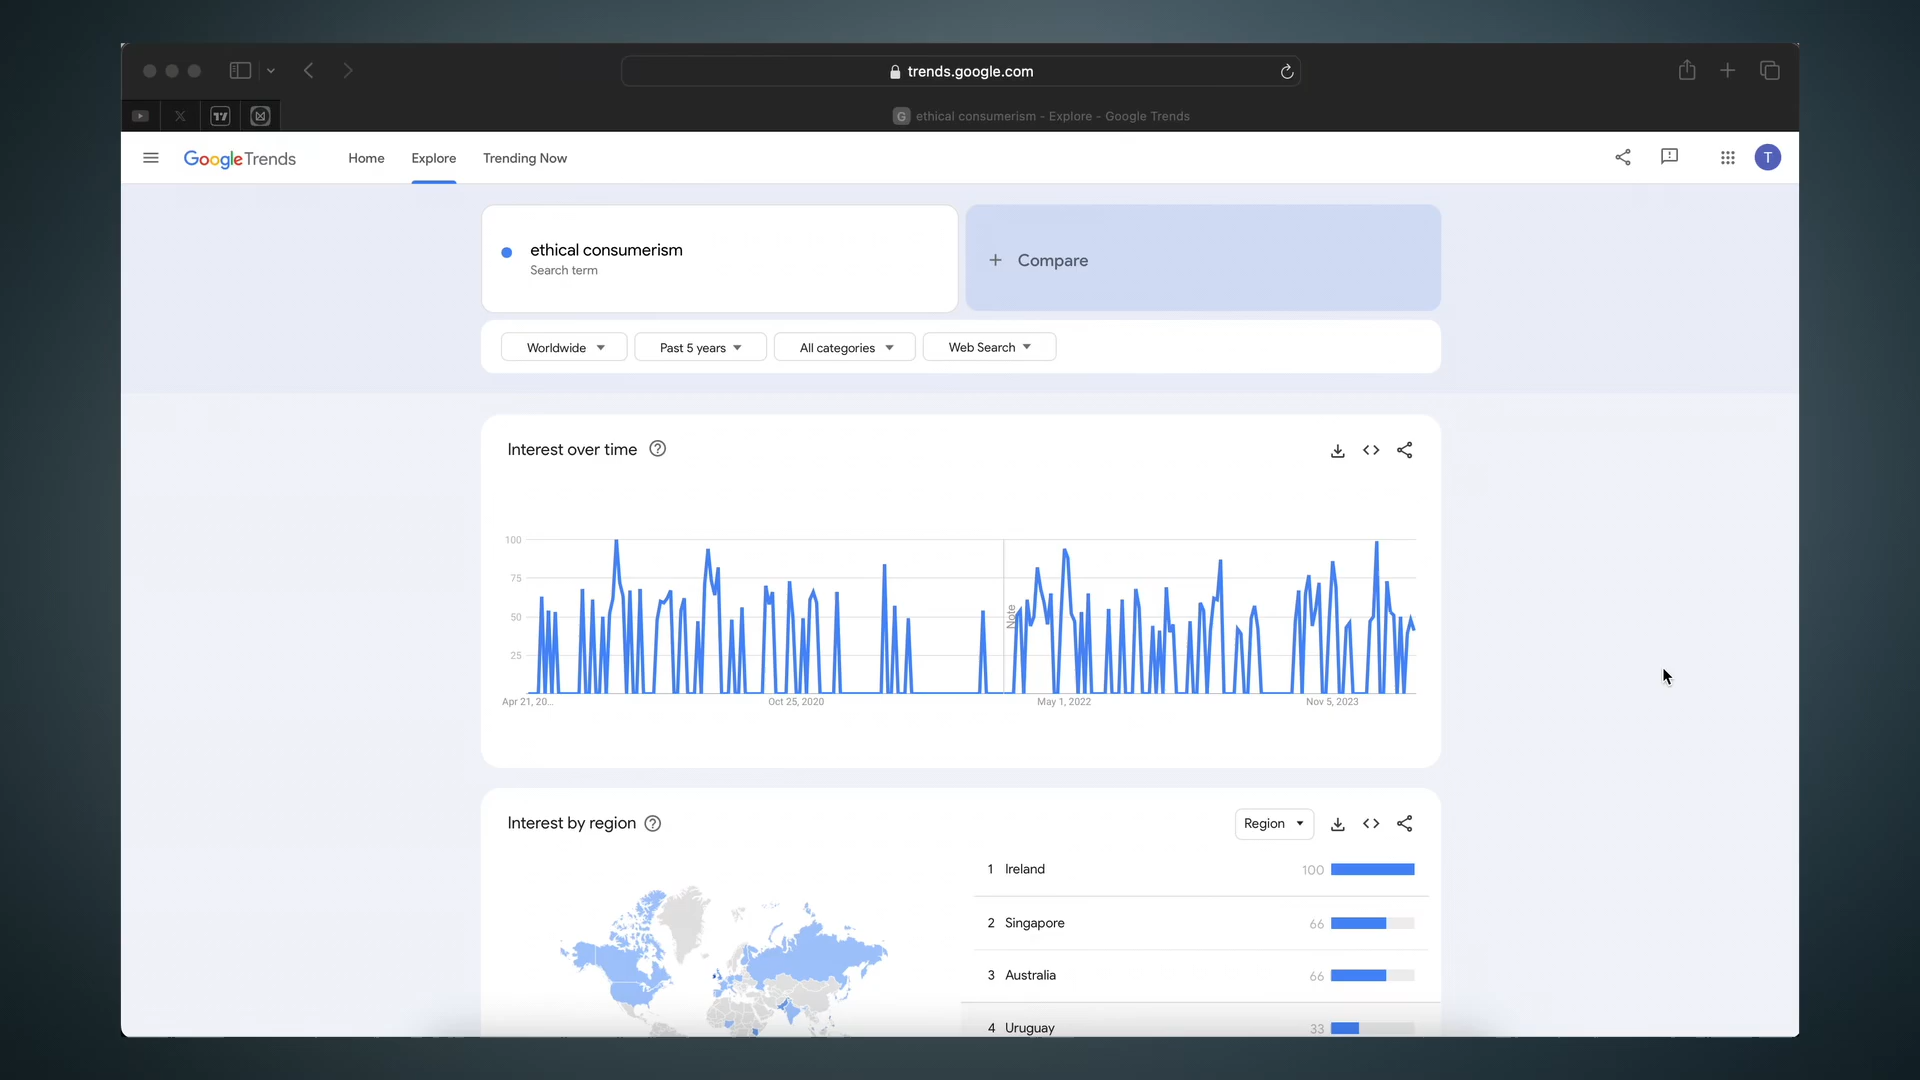 trends.google.com
ethical consumerism - Explore - Google Trends
Google Trends
Home
Explore
Trending Now
T
ethical consumerism
Search term
+ Compare
Worldwide
Past 5 years
All categories
Web Search
Interest over time
100
75
50
25
Note
Apr 21, 20...
Oct 25, 2020
May 1, 2022
Nov 5, 2023
Interest by region
Region
1 Ireland 100
2 Singapore 66
3 Australia 66
4 Uruguay 33